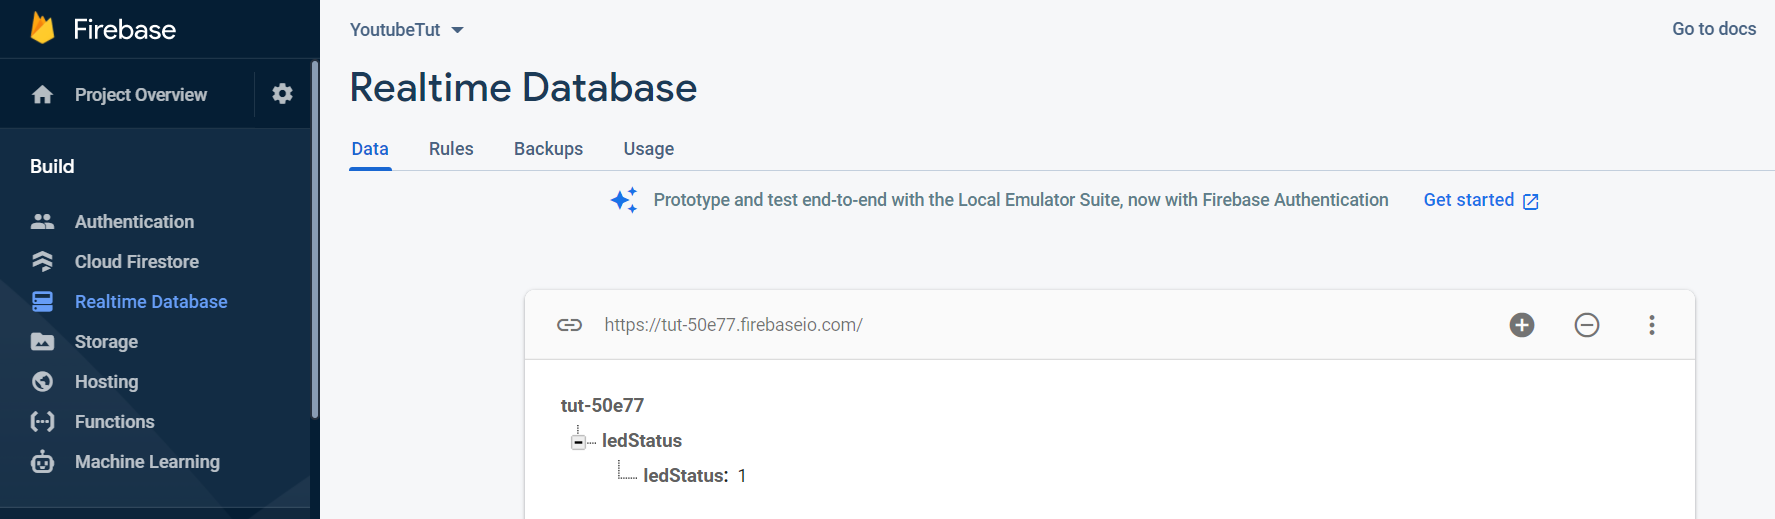 Firebase
Project Overview
Build
Authentication
Cloud Firestore
Realtime Database
Storage
Hosting
Functions
Machine Learning
YoutubeTut
Go to docs
Realtime Database
Data Rules Backups Usage
Prototype and test end-to-end with the Local Emulator Suite, now with Firebase Authentication Get started
https://tut-50e77.firebaseio.com/
tut-50e77
ledStatus
ledStatus: 1